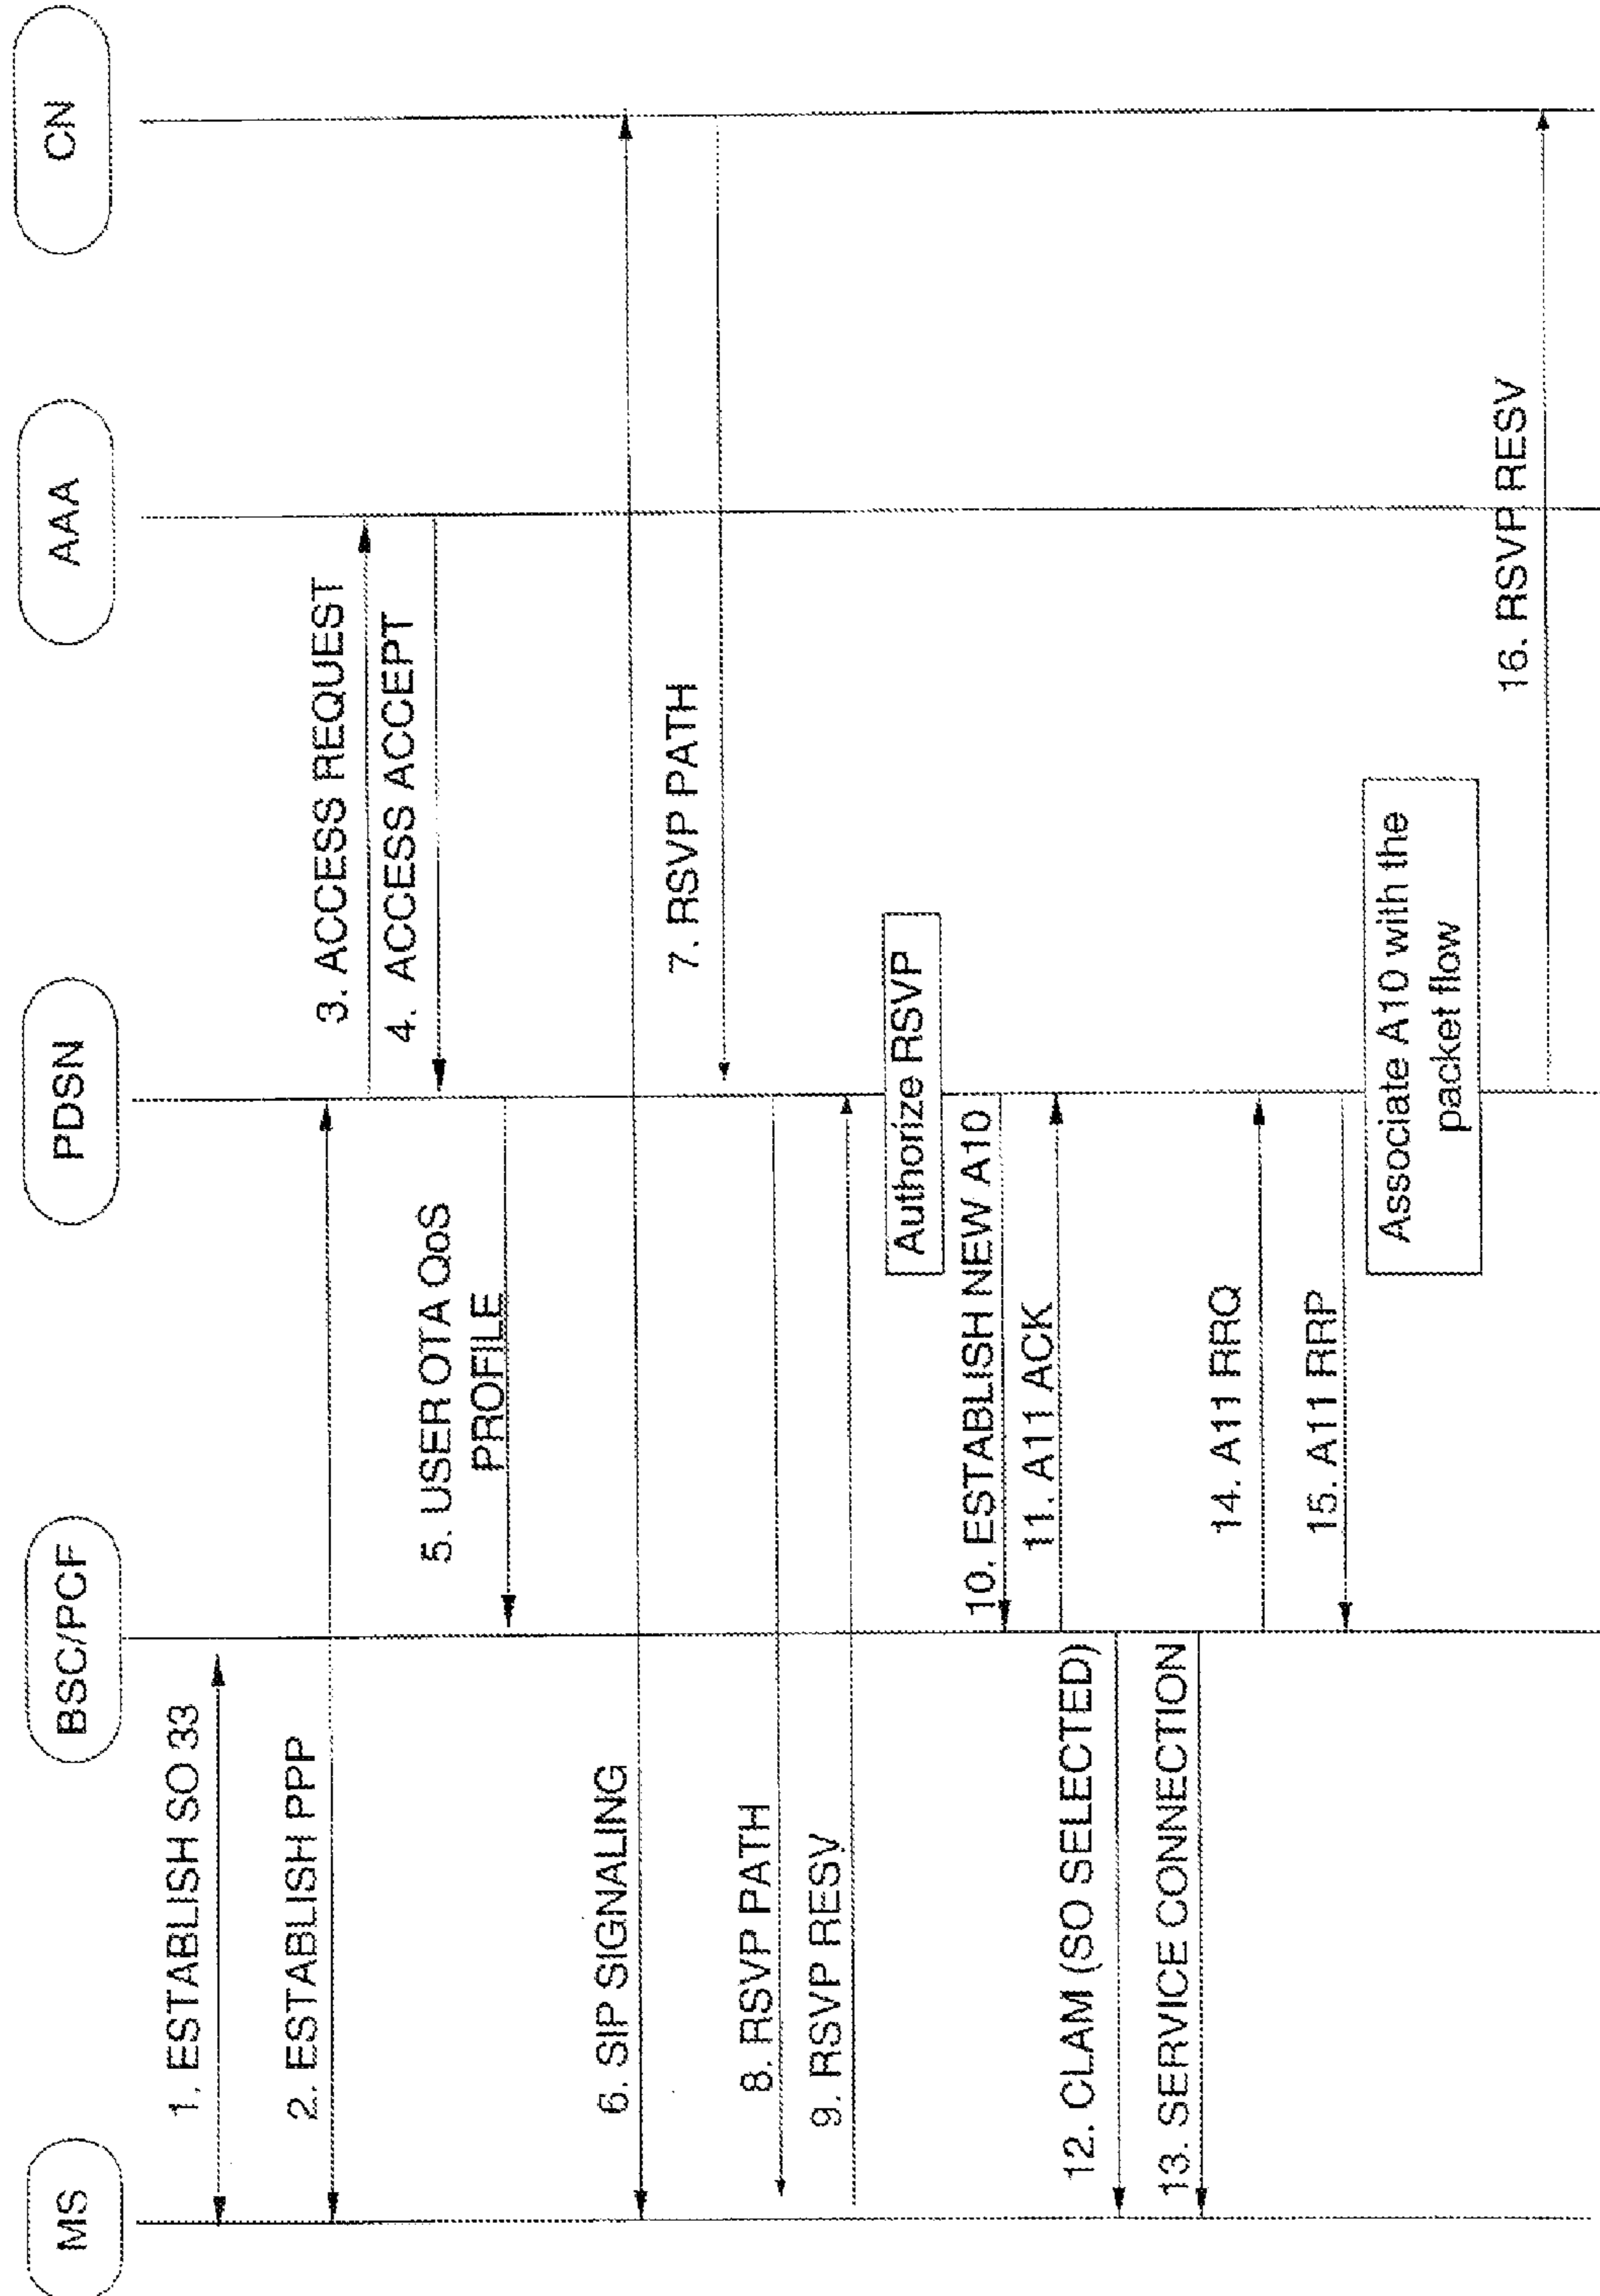 MS
BSC/PCF
PDSN
AAA
CN
1. ESTABLISH SO 33
2. ESTABLISH PPP
3. ACCESS REQUEST
4. ACCESS ACCEPT
5. USER OTA QoS
PROFILE
6. SIP SIGNALING
7. RSVP PATH
8. RSVP PATH
9. RSVP RESV
Authorize RSVP
10. ESTABLISH NEW A10
11. A11 ACK
12. CLAM (SO SELECTED)
13. SERVICE CONNECTION
14. A11 RRQ
15. A11 RRP
Associate A10 with the
packet flow
16. RSVP RESV